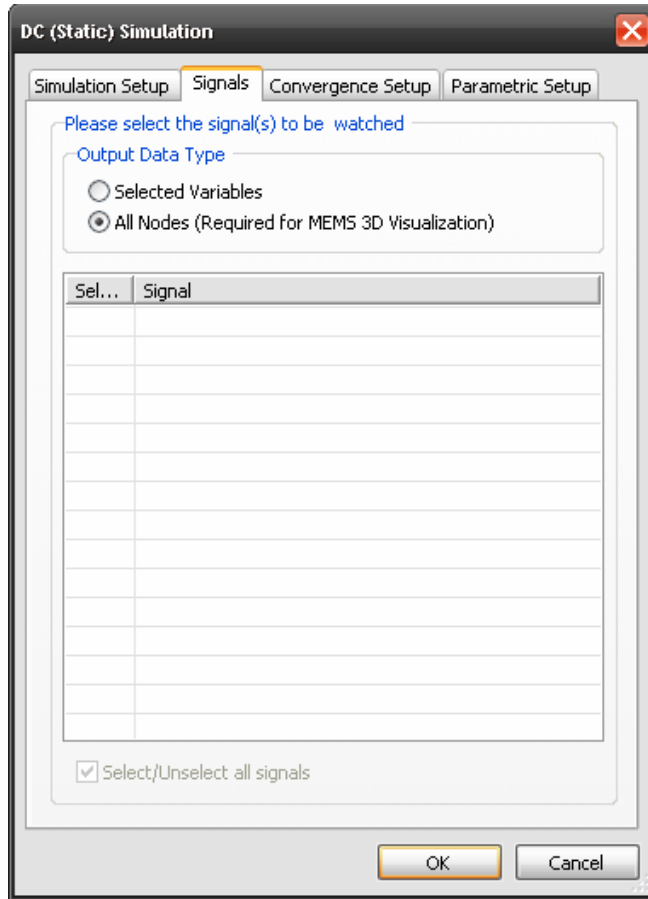 DC (Static) Simulation
Simulation Setup
Signals
Convergence Setup
Parametric Setup
Please select the signal(s) to be watched
Output Data Type
Selected Variables
All Nodes (Required for MEMS 3D Visualization)
Sel... Signal
Select/Unselect all signals
OK
Cancel